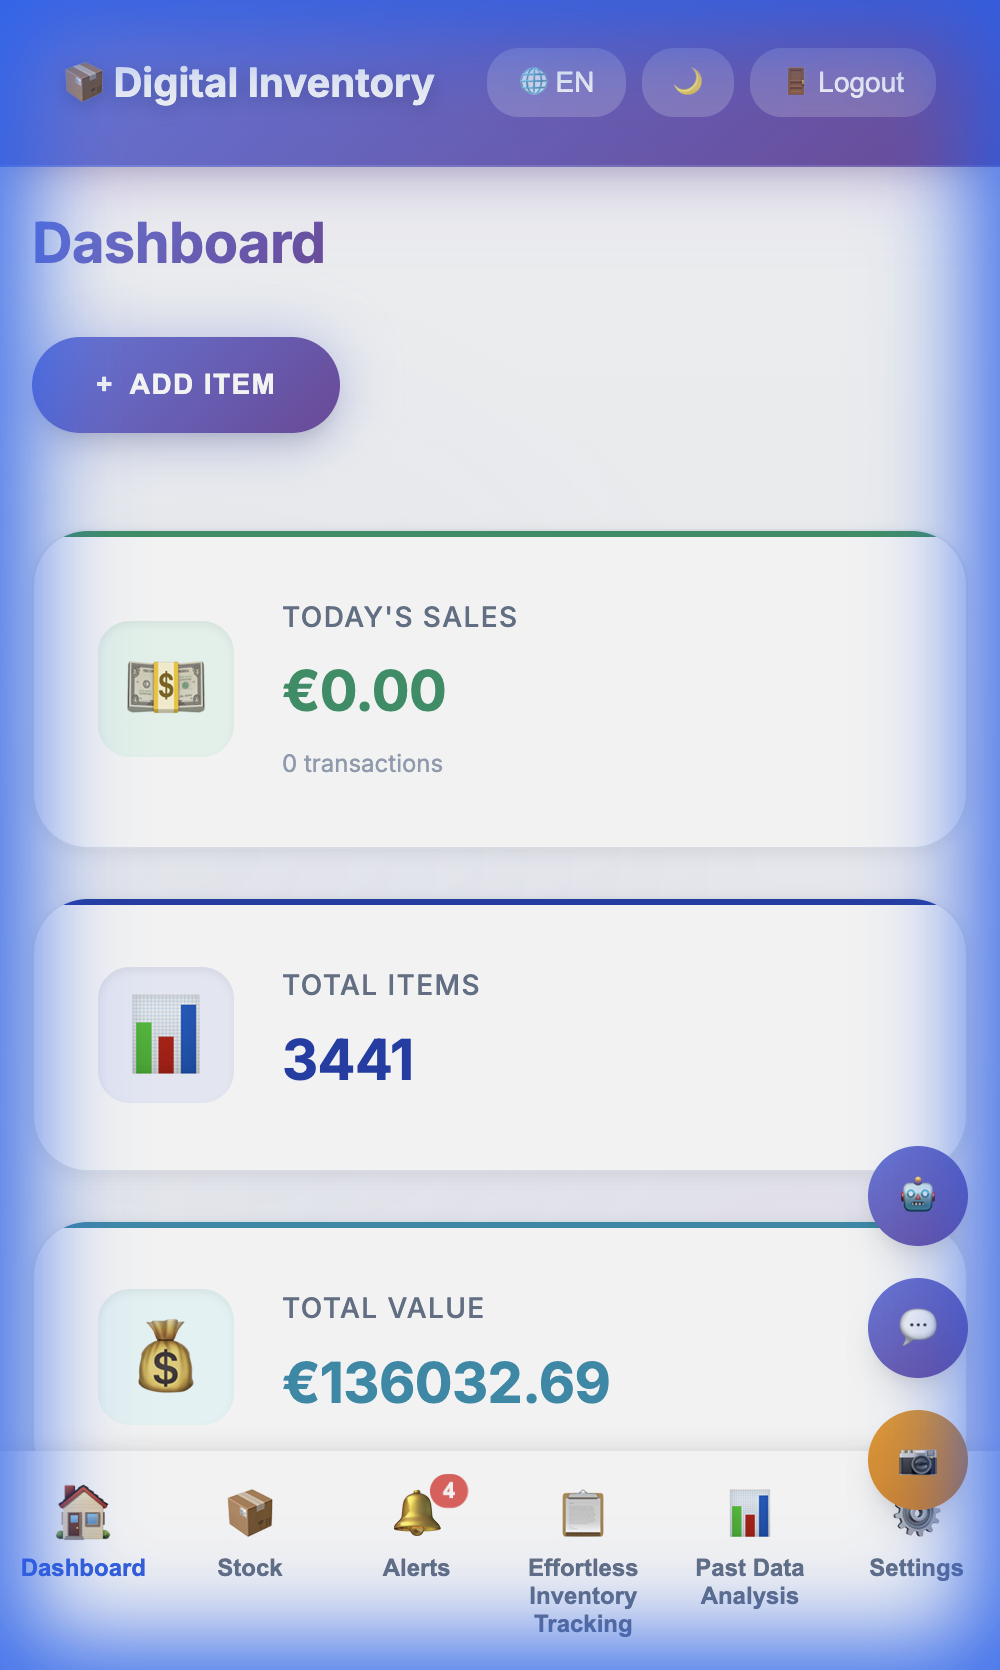 Digital Inventory
EN
Logout
Dashboard
+ ADD ITEM
TODAY'S SALES
€0.00
0 transactions
TOTAL ITEMS
3441
TOTAL VALUE
€136032.69
4
Dashboard
Stock
Alerts
Effortless
Inventory
Tracking
Past Data
Analysis
Settings